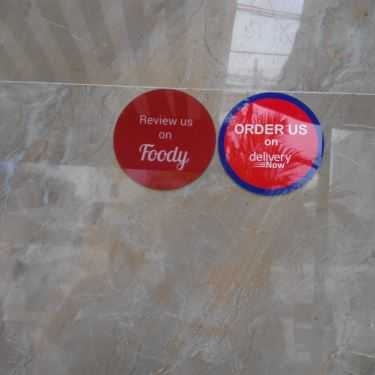 Review us
on
Foody
ORDER US
on
delivery
Now